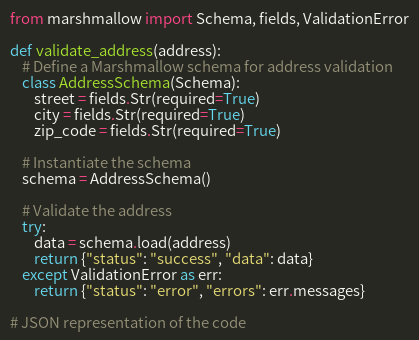 from marshmallow import Schema, fields, ValidationError

def validate_address(address):
    # Define a Marshmallow schema for address validation
    class AddressSchema(Schema):
        street = fields.Str(required=True)
        city = fields.Str(required=True)
        zip_code = fields.Str(required=True)

    # Instantiate the schema
    schema = AddressSchema()

    # Validate the address
    try:
        data = schema.load(address)
        return {"status": "success", "data": data}
    except ValidationError as err:
        return {"status": "error", "errors": err.messages}

# JSON representation of the code